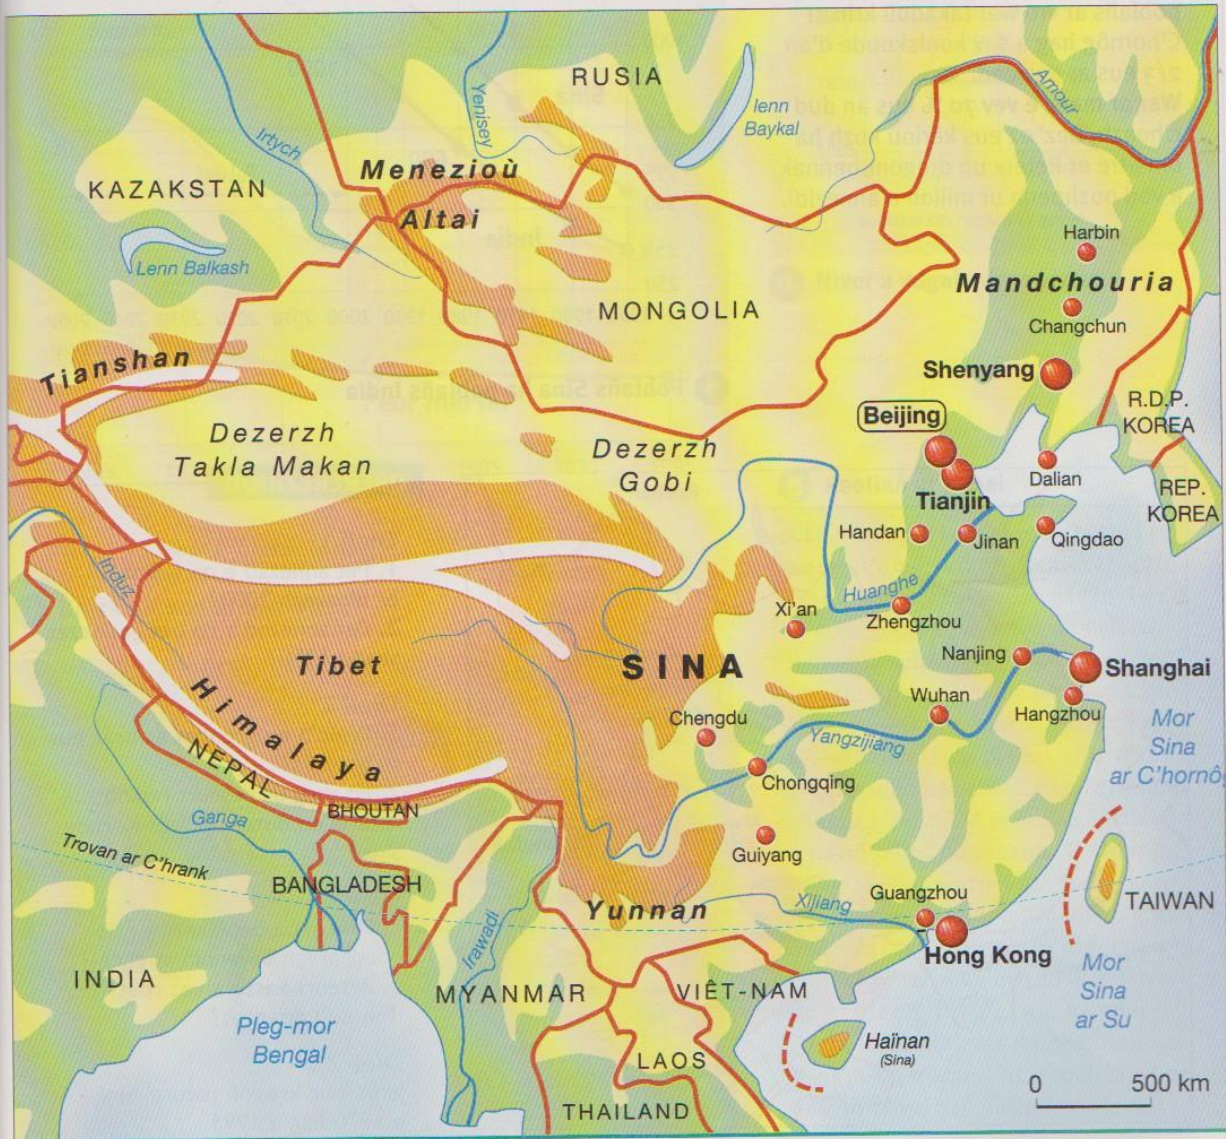 RUSIA
Amour
Ienn
Baykal
Yenisey
Irtych
Menezioù
Altai
KAZAKSTAN
Lenn Balkash
Harbin
Mandchouria
MONGOLIA
Changchun
Tianshan
Shenyang
R.D.P.
KOREA
Beijing
Dezerzh
Takla Makan
Dezerzh
Gobi
Dalian
Tianjin
REP.
KOREA
Handan
Jinan
Qingdao
Induz
Huanghe
Xi'an
Zhengzhou
Tibet
SINA
Nanjing
Shanghai
Himalaya
Wuhan
Hangzhou
Chengdu
Yangzijiang
Mor
Sina
ar C'hornô
NEPAL
Chongqing
BHOUTAN
Ganga
Trovan ar C'hrank
Guiyang
BANGLADESH
Guangzhou
Xijiang
TAIWAN
Yunnan
Irawadi
Hong Kong
INDIA
MYANMAR
VIÊT-NAM
Mor
Sina
ar Su
Pleg-mor
Bengal
Haïnan
(Sina)
LAOS
0 500 km
THAILAND